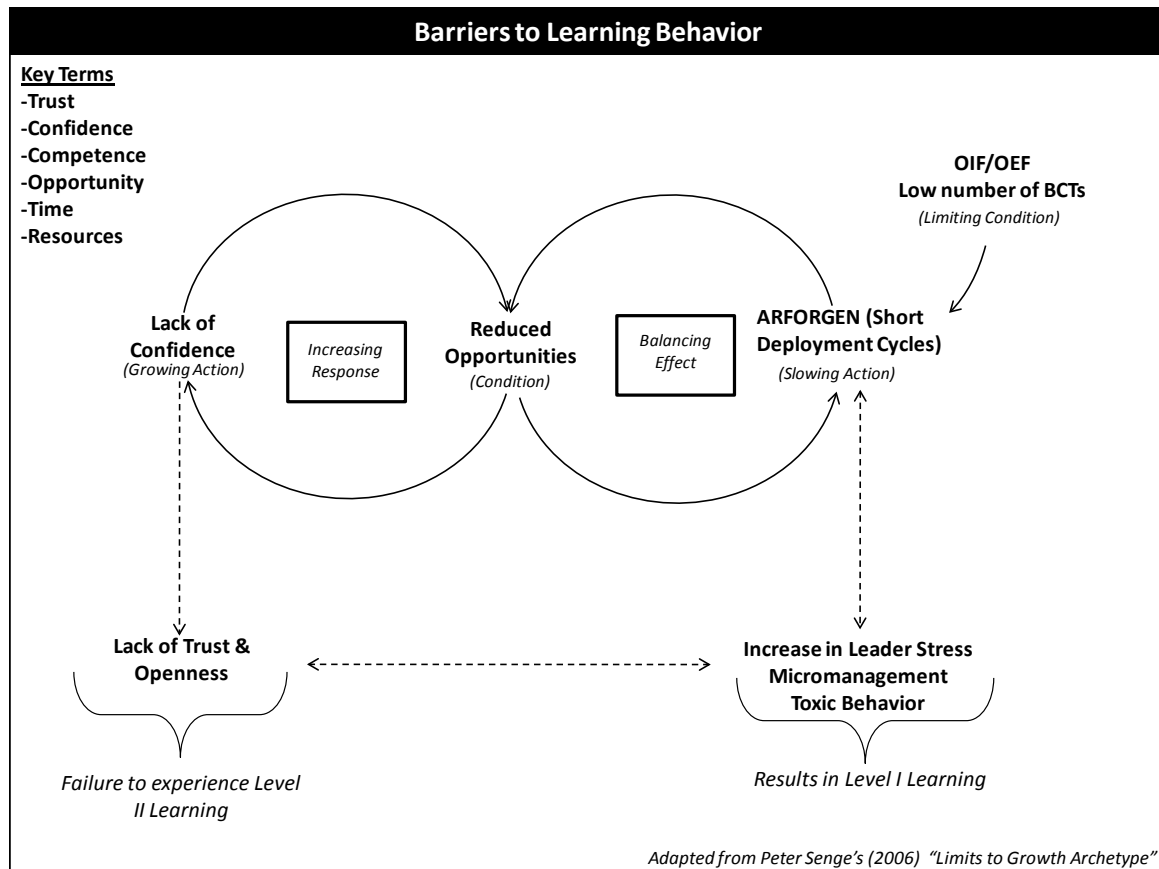 Barriers to Learning Behavior
Key Terms
-Trust
-Confidence
-Competence
-Opportunity
-Time
-Resources
OIF/OEF
Low number of BCTs
(Limiting Condition)
Lack of
Confidence
(Growing Action)
Increasing
Response
Reduced
Opportunities
(Condition)
Balancing
Effect
ARFORGEN (Short
Deployment Cycles)
(Slowing Action)
Lack of Trust &
Openness
Increase in Leader Stress
Micromanagement
Toxic Behavior
Failure to experience Level
II Learning
Results in Level I Learning
Adapted from Peter Senge's (2006) "Limits to Growth Archetype"